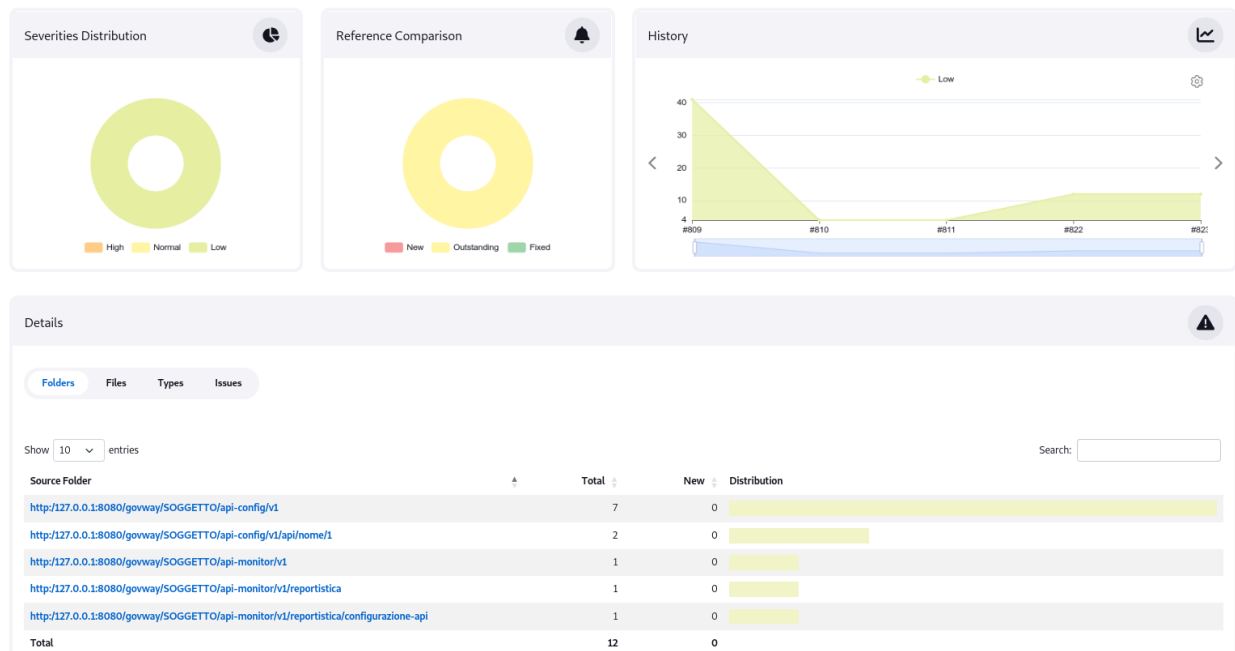 Severities Distribution
Reference Comparison
History
High Normal Low
New Outstanding Fixed
Low
40
30
20
10
4
#809 #810 #811 #822 #823
Details
Folders Files Types Issues
Show 10 entries
Search:
Source Folder Total New Distribution
http:/127.0.0.1:8080/govway/SOGGETTO/api-config/v1 7 0
http:/127.0.0.1:8080/govway/SOGGETTO/api-config/v1/api/nome/1 2 0
http:/127.0.0.1:8080/govway/SOGGETTO/api-monitor/v1 1 0
http:/127.0.0.1:8080/govway/SOGGETTO/api-monitor/v1/reportistica 1 0
http:/127.0.0.1:8080/govway/SOGGETTO/api-monitor/v1/reportistica/configurazione-api 1 0
Total 12 0